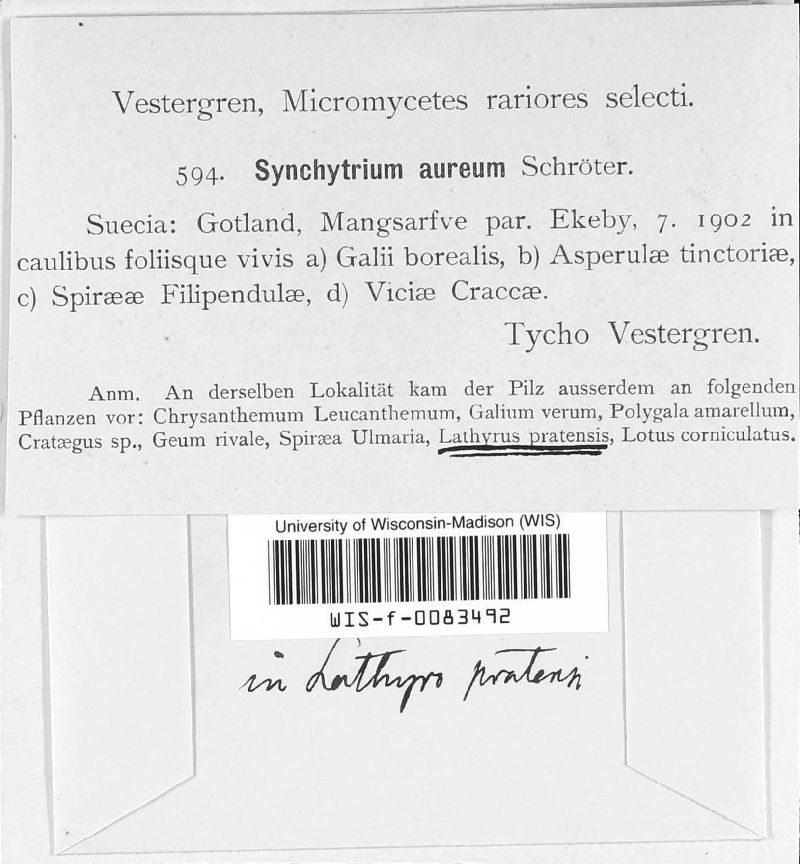 Vestergren, Micromycetes rariores selecti.
594. Synchytrium aureum Schröter.
Suecia: Gotland, Mangsarfve par. Ekeby, 7. 1902 in
caulibus foliisque vivis a) Galii borealis, b) Asperulæ tinctoriæ,
c) Spirææ Filipendulæ, d) Viciæ Craccæ.
Tycho Vestergren.
Anm. An derselben Lokalität kam der Pilz ausserdem an folgenden
Pflanzen vor: Chrysanthemum Leucanthemum, Galium verum, Polygala amarellum,
Cratægus sp., Geum rivale, Spiræa Ulmaria, Lathyrus pratensis, Lotus corniculatus.
University of Wisconsin-Madison (WIS)
WIS-f-0083492
in Lathyro pratensi